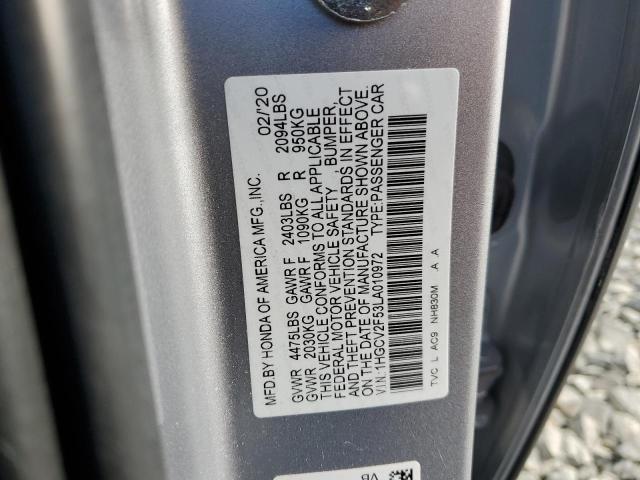 MFD.BY HONDA OF AMERICA MFG.,INC. 02/'20
GVWR 4475LBS GAWR F 2403LBS R 2094LBS
GVWR 2030KG GAWR F 1090KG R 950KG
THIS VEHICLE CONFORMS TO ALL APPLICABLE
FEDERAL MOTOR VEHICLE SAFETY , BUMPER,
AND THEFT PREVENTION STANDARDS IN EFFECT
ON THE DATE OF MANUFACTURE SHOWN ABOVE.
VIN:1HGCV2F53LA010972 TYPE:PASSENGER CAR
TVC L AC9 NH830M .A .A
VB